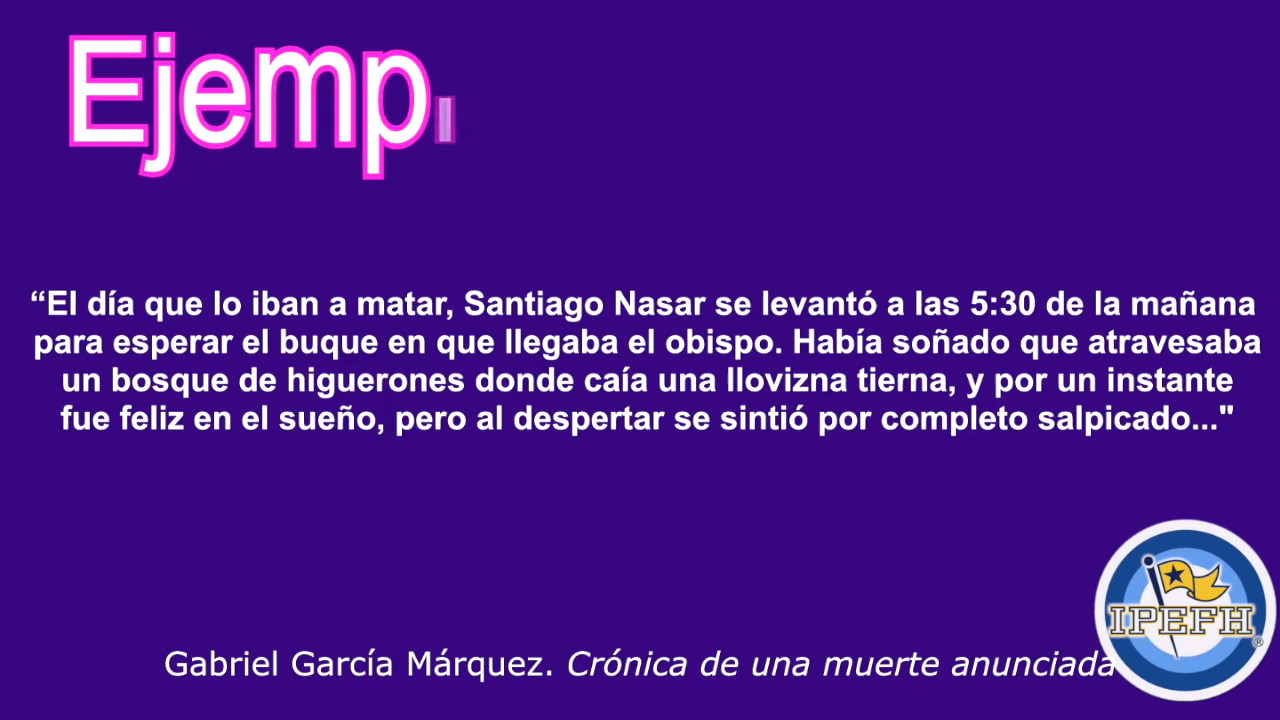 Ejempl
“El día que lo iban a matar, Santiago Nasar se levantó a las 5:30 de la mañana
para esperar el buque en que llegaba el obispo. Había soñado que atravesaba
un bosque de higuerones donde caía una llovizna tierna, y por un instante
fue feliz en el sueño, pero al despertar se sintió por completo salpicado..."
IPEFH
®
Gabriel García Márquez. Crónica de una muerte anunciada